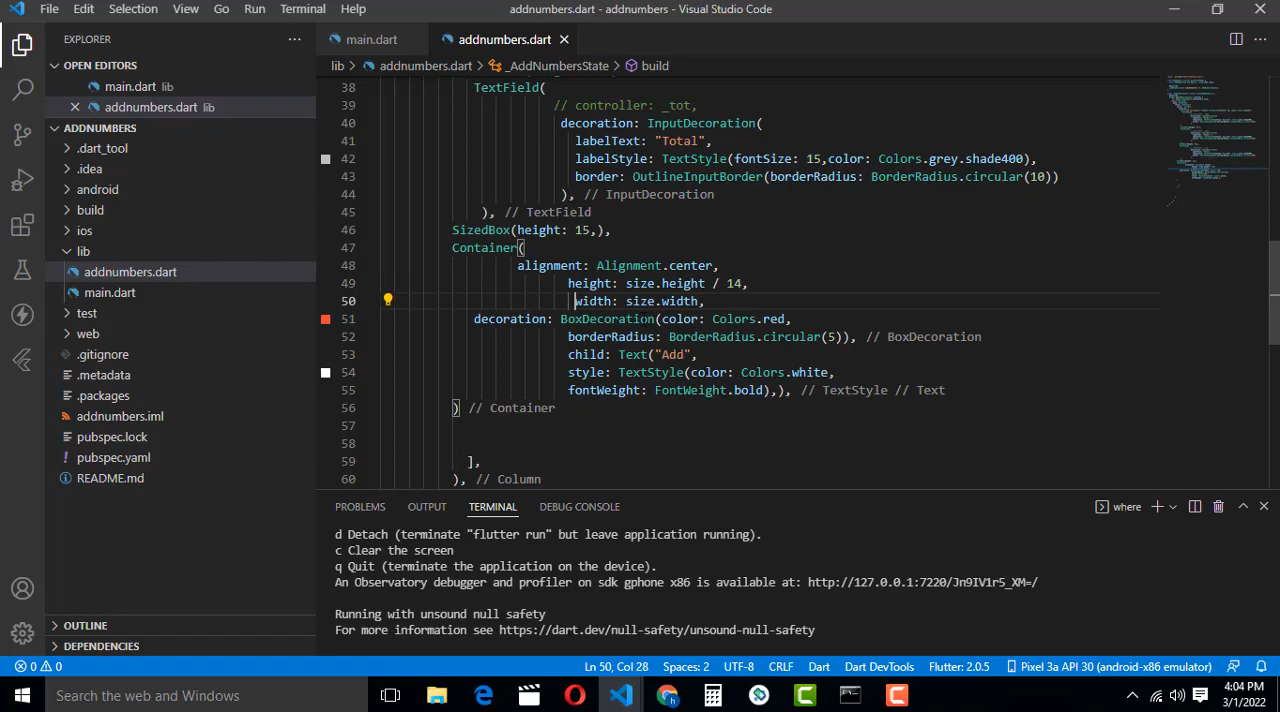 File Edit Selection View Go Run Terminal Help addnumbers.dart - addnumbers - Visual Studio Code
EXPLORER
OPEN EDITORS
main.dart lib
addnumbers.dart lib
ADDNUMBERS
.dart_tool
.idea
android
build
ios
lib
addnumbers.dart
main.dart
test
web
.gitignore
.metadata
.packages
addnumbers.iml
pubspec.lock
pubspec.yaml
README.md
OUTLINE
DEPENDENCIES
main.dart addnumbers.dart
lib > addnumbers.dart > _AddNumbersState > build
38 TextField(
39 // controller: _tot,
40 decoration: InputDecoration(
41 labelText: "Total",
42 labelStyle: TextStyle(fontSize: 15,color: Colors.grey.shade400),
43 border: OutlineInputBorder(borderRadius: BorderRadius.circular(10))
44 ), // InputDecoration
45 ), // TextField
46 SizedBox(height: 15,),
47 Container(
48 alignment: Alignment.center,
49 height: size.height / 14,
50 width: size.width,
51 decoration: BoxDecoration(color: Colors.red,
52 borderRadius: BorderRadius.circular(5)), // BoxDecoration
53 child: Text("Add",
54 style: TextStyle(color: Colors.white,
55 fontWeight: FontWeight.bold),), // TextStyle // Text
56 ) // Container
57
58
59 ],
60 ), // Column
PROBLEMS OUTPUT TERMINAL DEBUG CONSOLE where
d Detach (terminate "flutter run" but leave application running).
c Clear the screen
q Quit (terminate the application on the device).
An Observatory debugger and profiler on sdk gphone x86 is available at: http://127.0.0.1:7220/Jn9IV1r5_XM=/
Running with unsound null safety
For more information see https://dart.dev/null-safety/unsound-null-safety
0 0 Ln 50, Col 28 Spaces: 2 UTF-8 CRLF Dart Dart DevTools Flutter: 2.0.5 Pixel 3a API 30 (android-x86 emulator)
Search the web and Windows
4:04 PM
3/1/2022